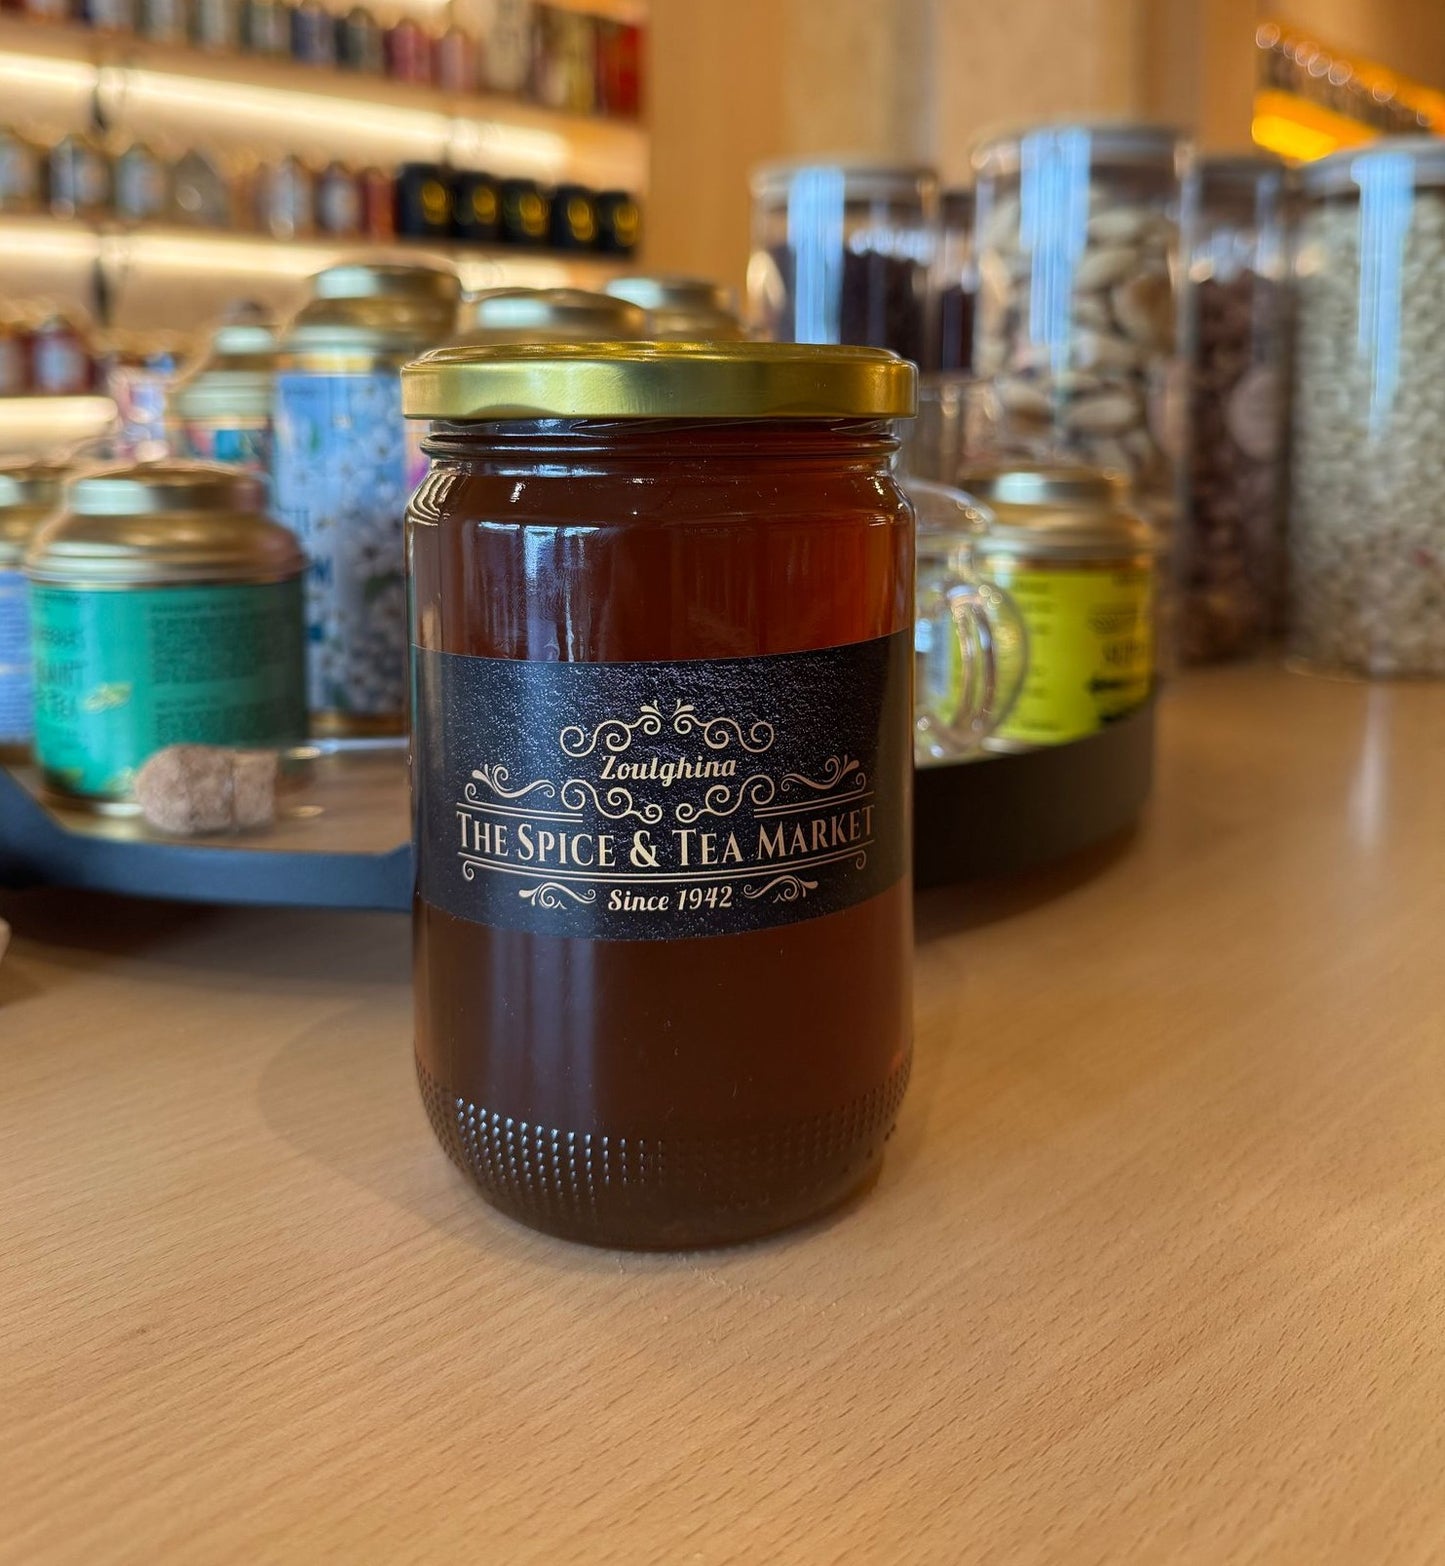 Zoulghina
THE SPICE & TEA MARKET
Since 1942